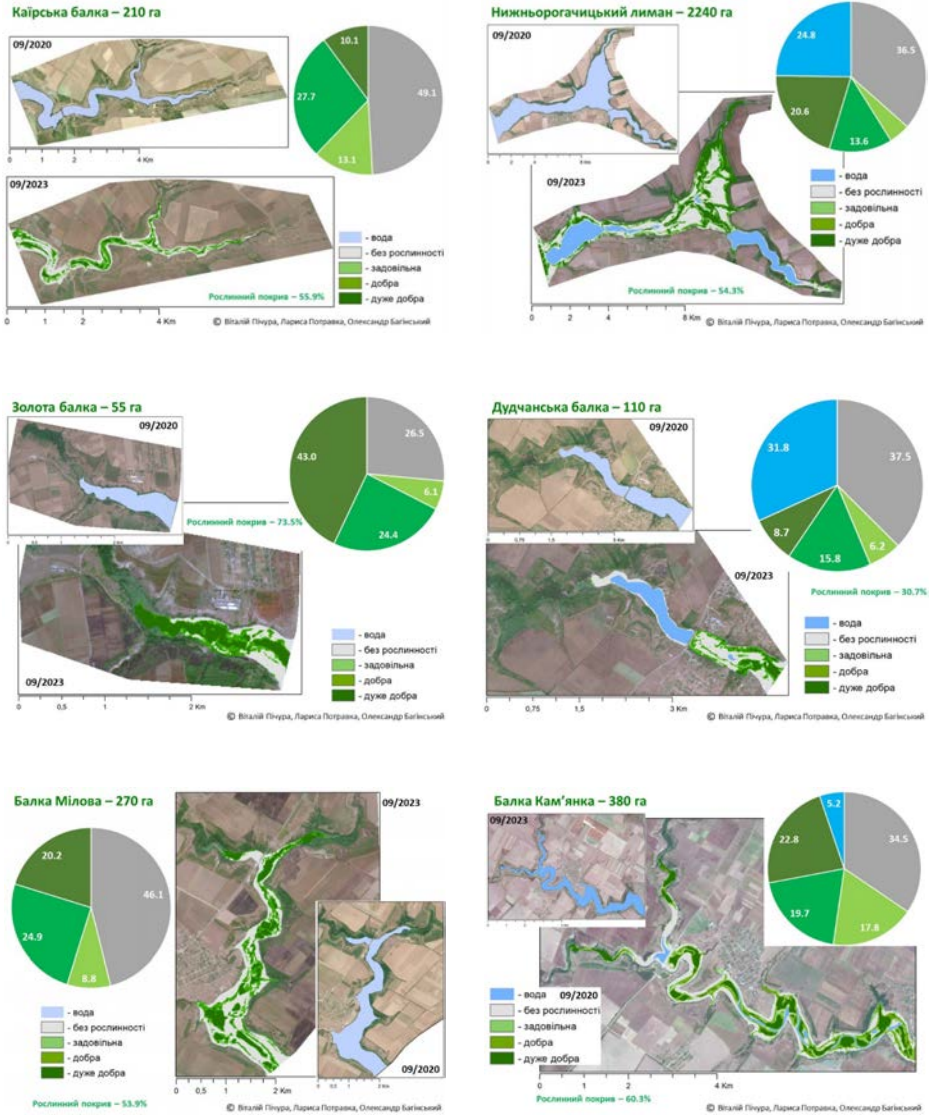 Каїрська балка – 210 га
09/2020
10.1
27.7
49.1
13.1
0 1 2 4 Km
09/2023
- вода
- без рослинності
- задовільна
- добра
- дуже добра
Рослинний покрив – 55.9%
0 1 2 4 Km
© Віталій Пічура, Лариса Потравка, Олександр Багінський
Нижньорогачицький лиман – 2240 га
09/2020
24.8
36.5
20.6
13.6
09/2023
- вода
- без рослинності
- задовільна
- добра
- дуже добра
Рослинний покрив – 54.3%
0 2 4 8 Km
© Віталій Пічура, Лариса Потравка, Олександр Багінський
Золота балка – 55 га
09/2020
43.0
26.5
6.1
24.4
Рослинний покрив – 73.5%
09/2023
- вода
- без рослинності
- задовільна
- добра
- дуже добра
0 0,5 1 2 Km
© Віталій Пічура, Лариса Потравка, Олександр Багінський
Дудчанська балка – 110 га
09/2020
31.8
37.5
8.7
15.8
6.2
09/2023
Рослинний покрив – 30.7%
- вода
- без рослинності
- задовільна
- добра
- дуже добра
0 0,75 1,5 3 Km
© Віталій Пічура, Лариса Потравка, Олександр Багінський
Балка Мілова – 270 га
09/2023
20.2
46.1
24.9
8.8
- вода
- без рослинності
- задовільна
- добра
- дуже добра
09/2020
0 0,5 1 2 Km
Рослинний покрив – 53.9%
© Віталій Пічура, Лариса Потравка, Олександр Багінський
Балка Кам’янка – 380 га
09/2023
5.2
22.8
34.5
19.7
17.8
09/2020
- вода
- без рослинності
- задовільна
- добра
- дуже добра
0 1 2 4 Km
Рослинний покрив – 60.3%
© Віталій Пічура, Лариса Потравка, Олександр Багінський